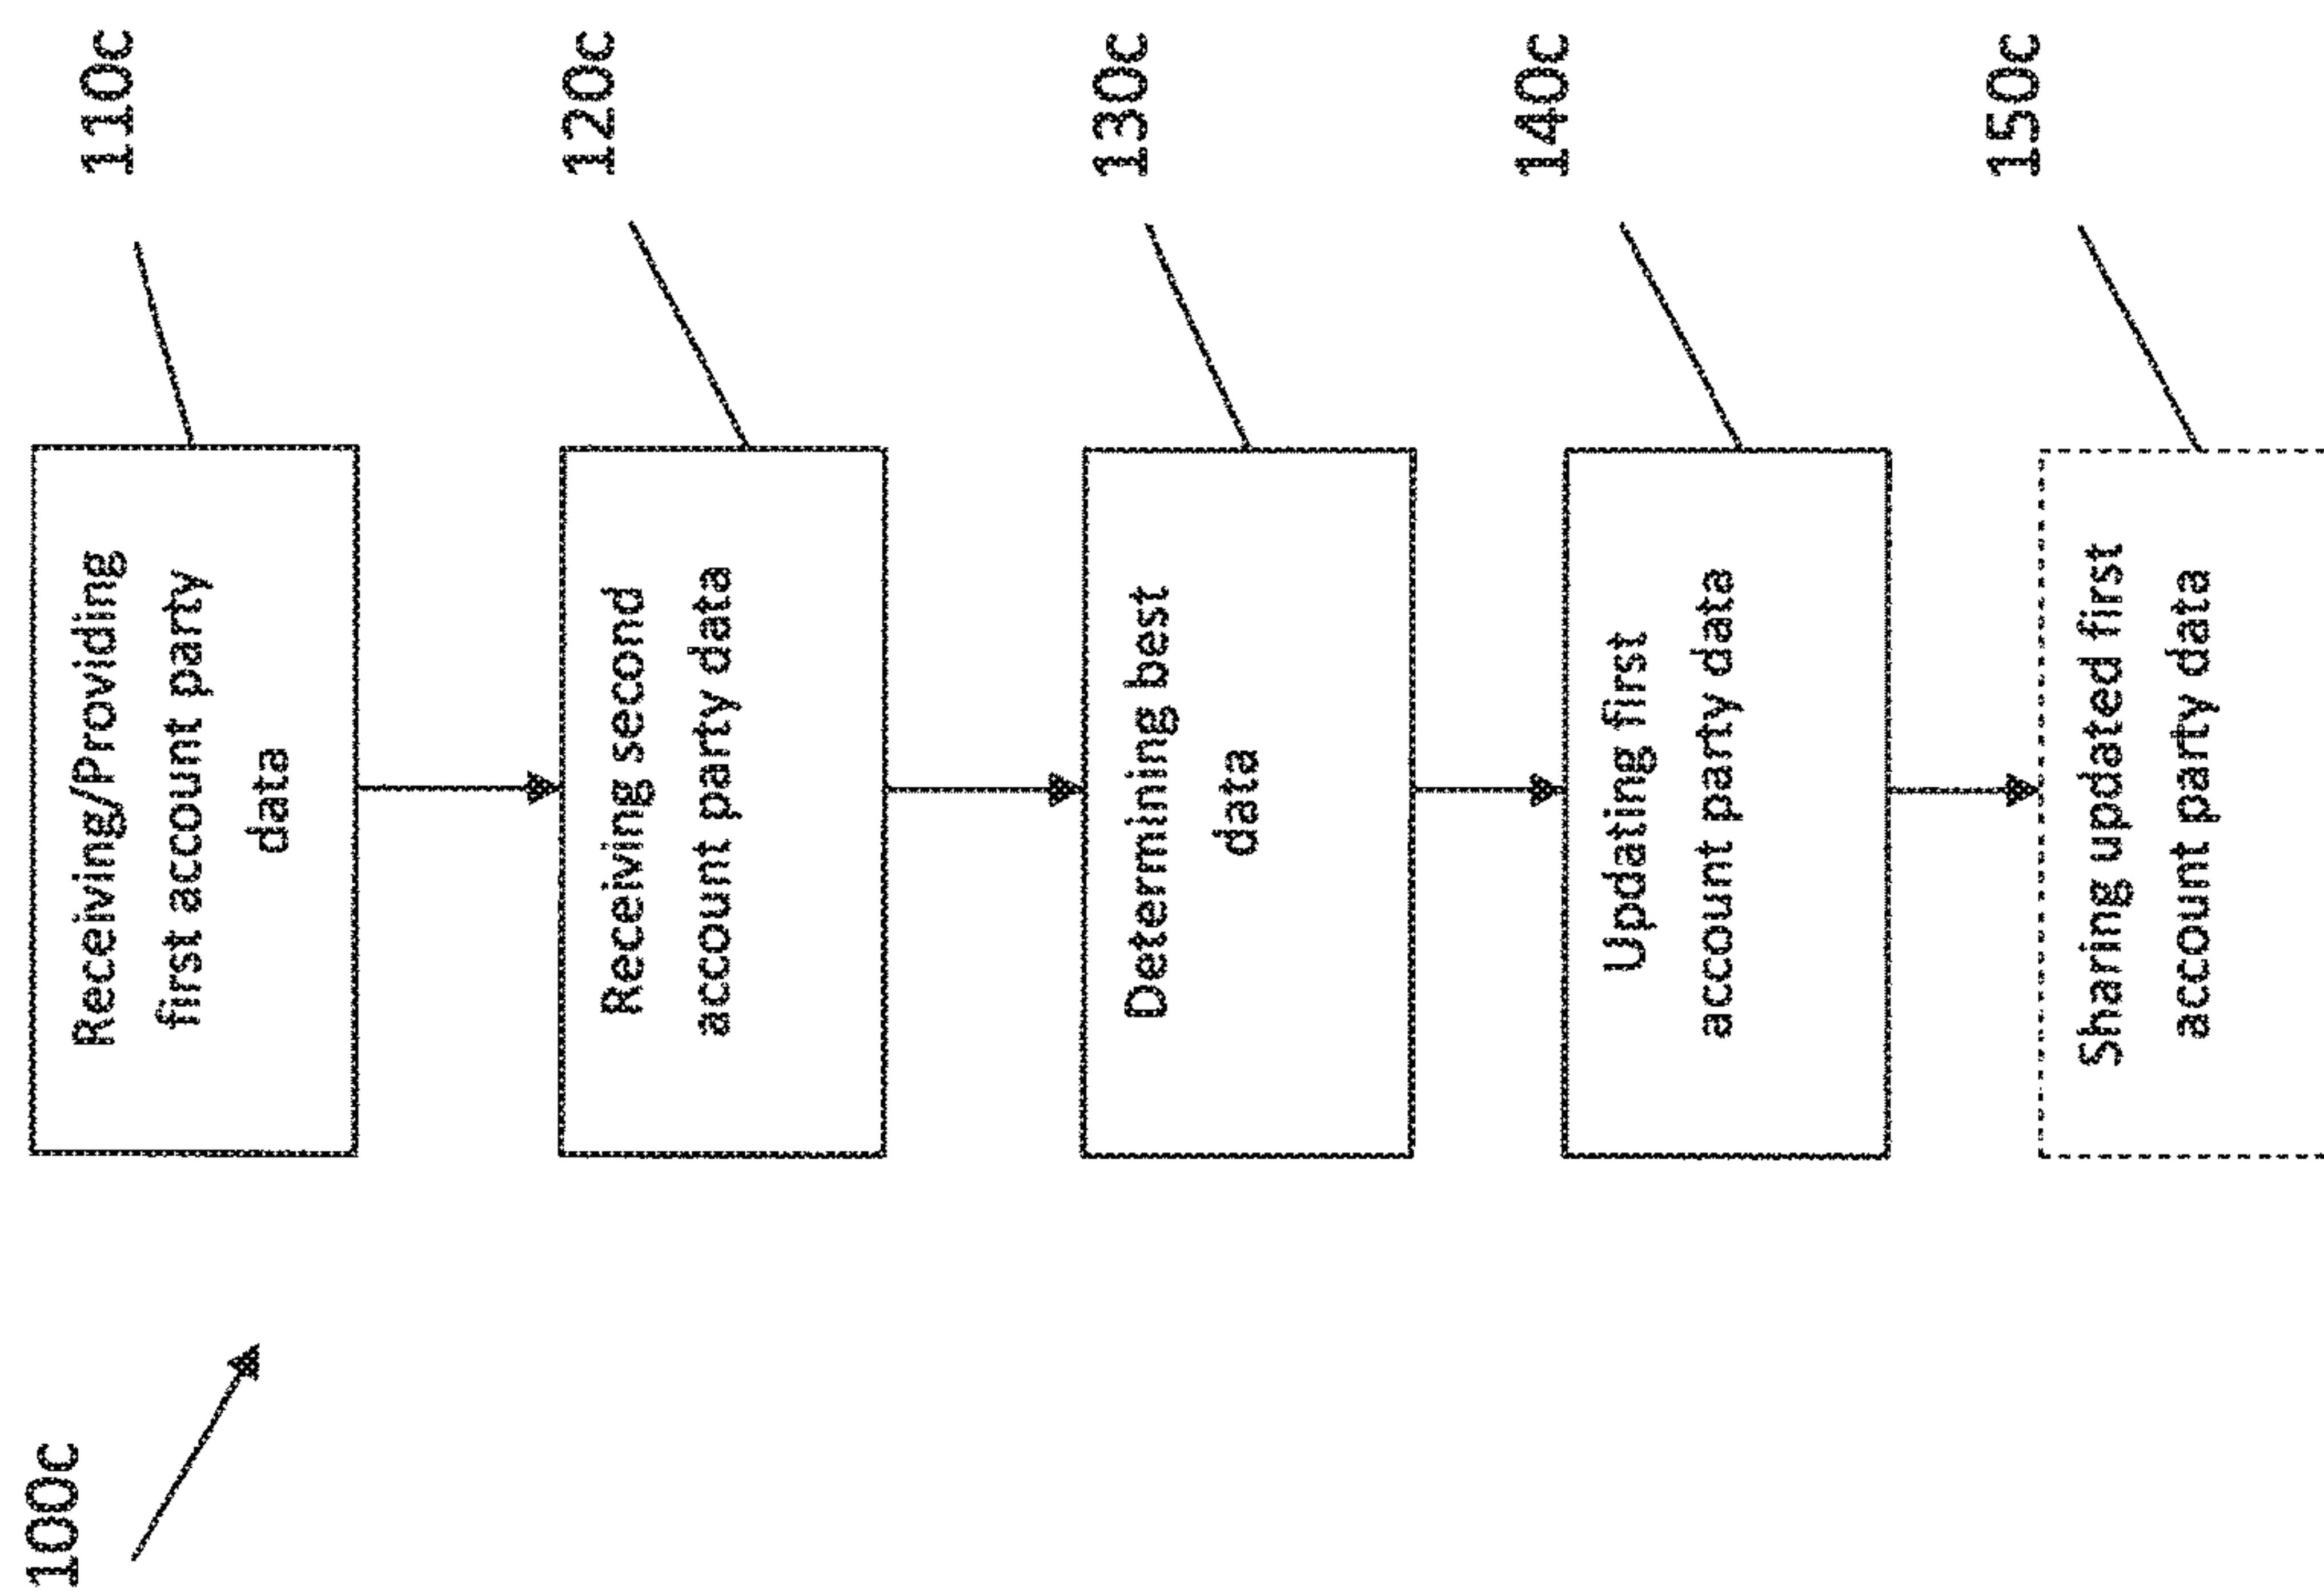 100c
Receiving/Providing
first account party
data
110c
Receiving second
account party data
120c
Determining best
data
130c
Updating first
account party data
140c
Sharing updated first
account party data
150c